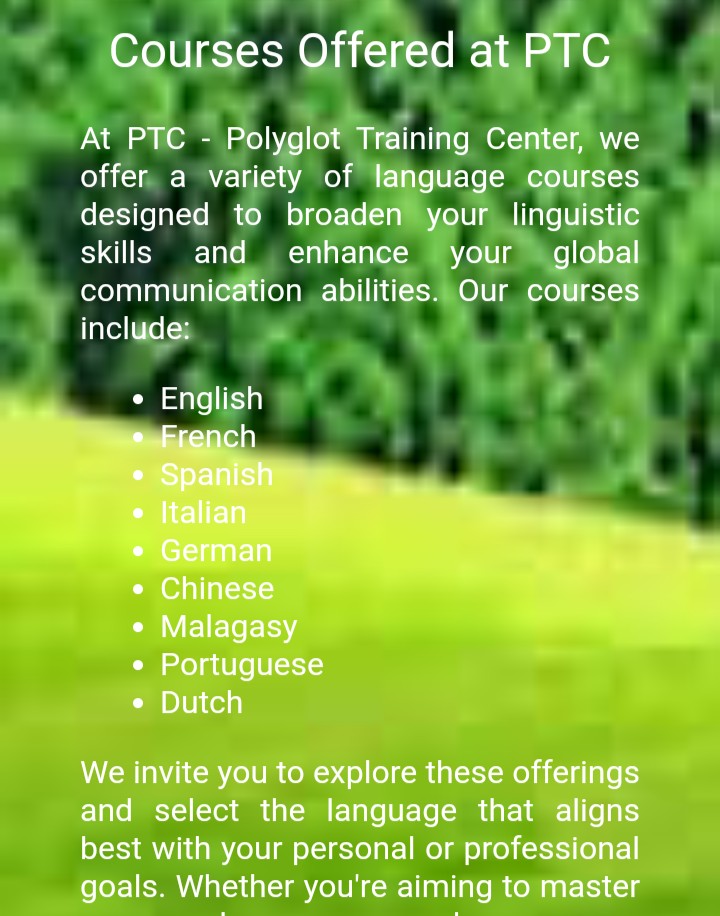 Courses Offered at PTC
At PTC - Polyglot Training Center, we
offer a variety of language courses
designed to broaden your linguistic
skills and enhance your global
communication abilities. Our courses
include:
• English
• French
• Spanish
• Italian
• German
• Chinese
• Malagasy
• Portuguese
• Dutch
We invite you to explore these offerings
and select the language that aligns
best with your personal or professional
goals. Whether you're aiming to master